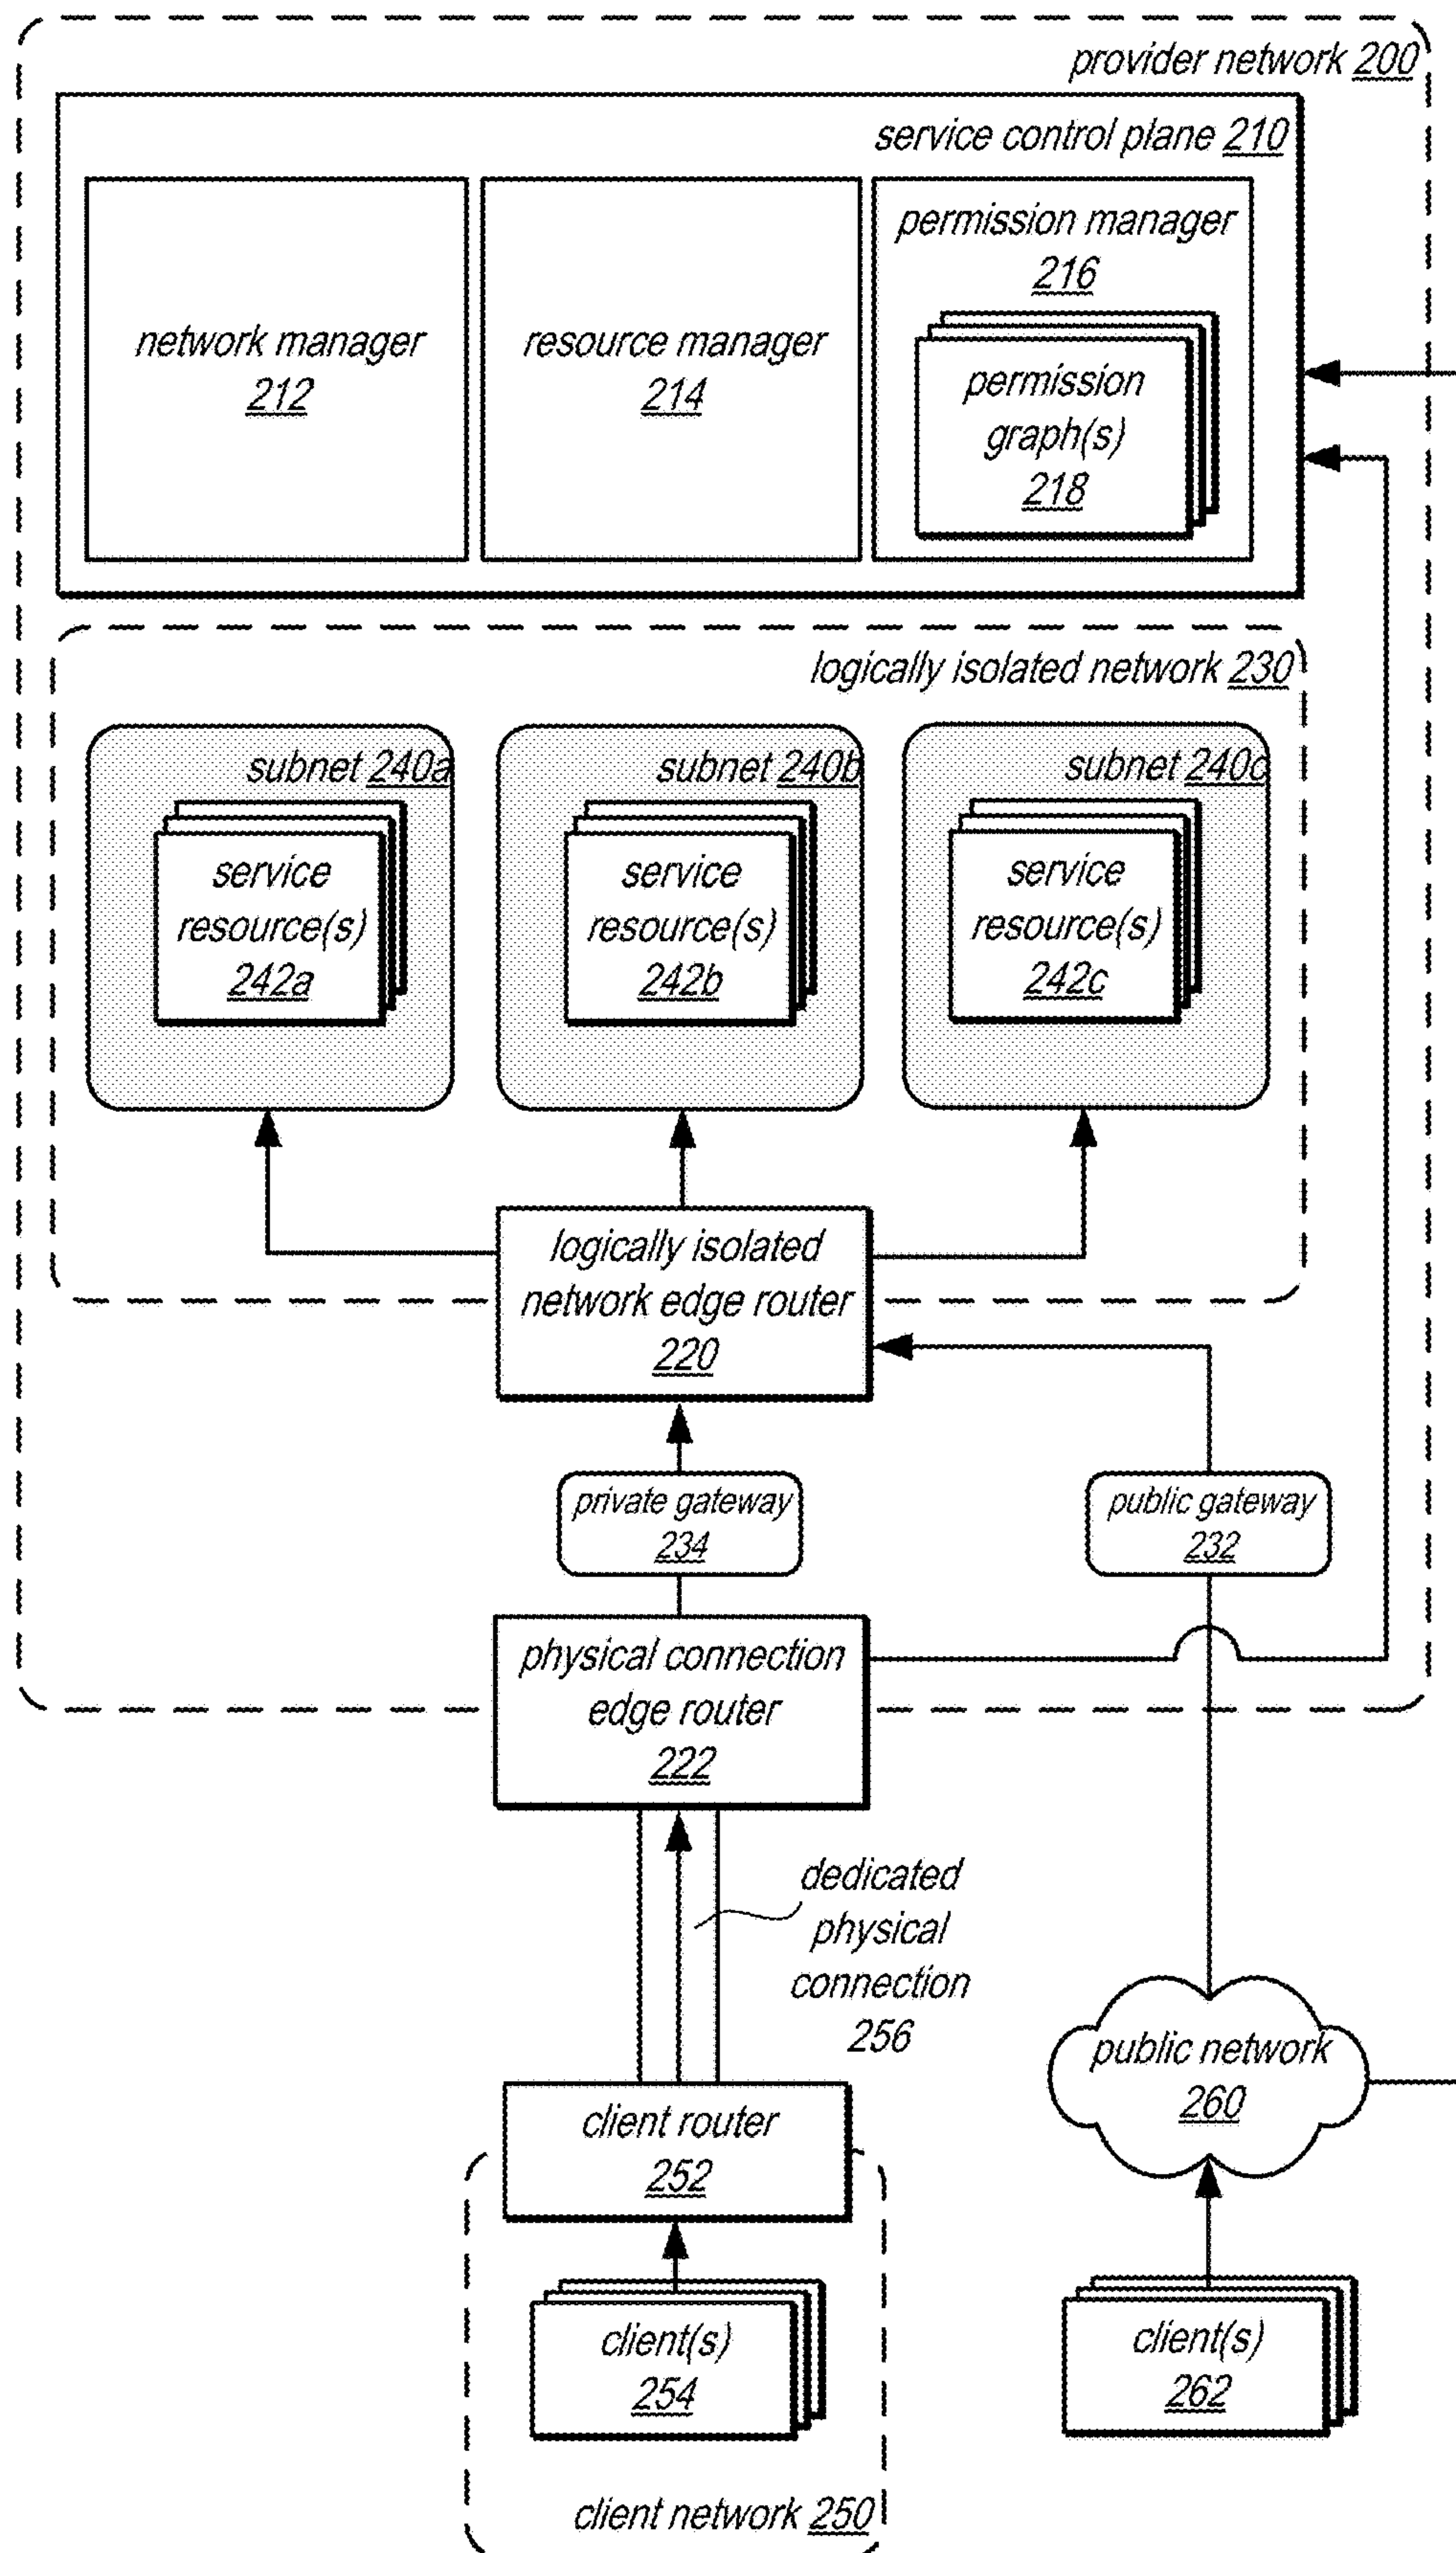 provider network 200
service control plane 210
network manager
212
resource manager
214
permission manager
216
permission
graph(s)
218
logically isolated network 230
subnet 240a
service
resource(s)
242a
subnet 240b
service
resource(s)
242b
subnet 240c
service
resource(s)
242c
logically isolated
network edge router
220
private gateway
234
public gateway
232
physical connection
edge router
222
dedicated
physical
connection
256
public network
260
client router
252
client(s)
254
client(s)
262
client network 250